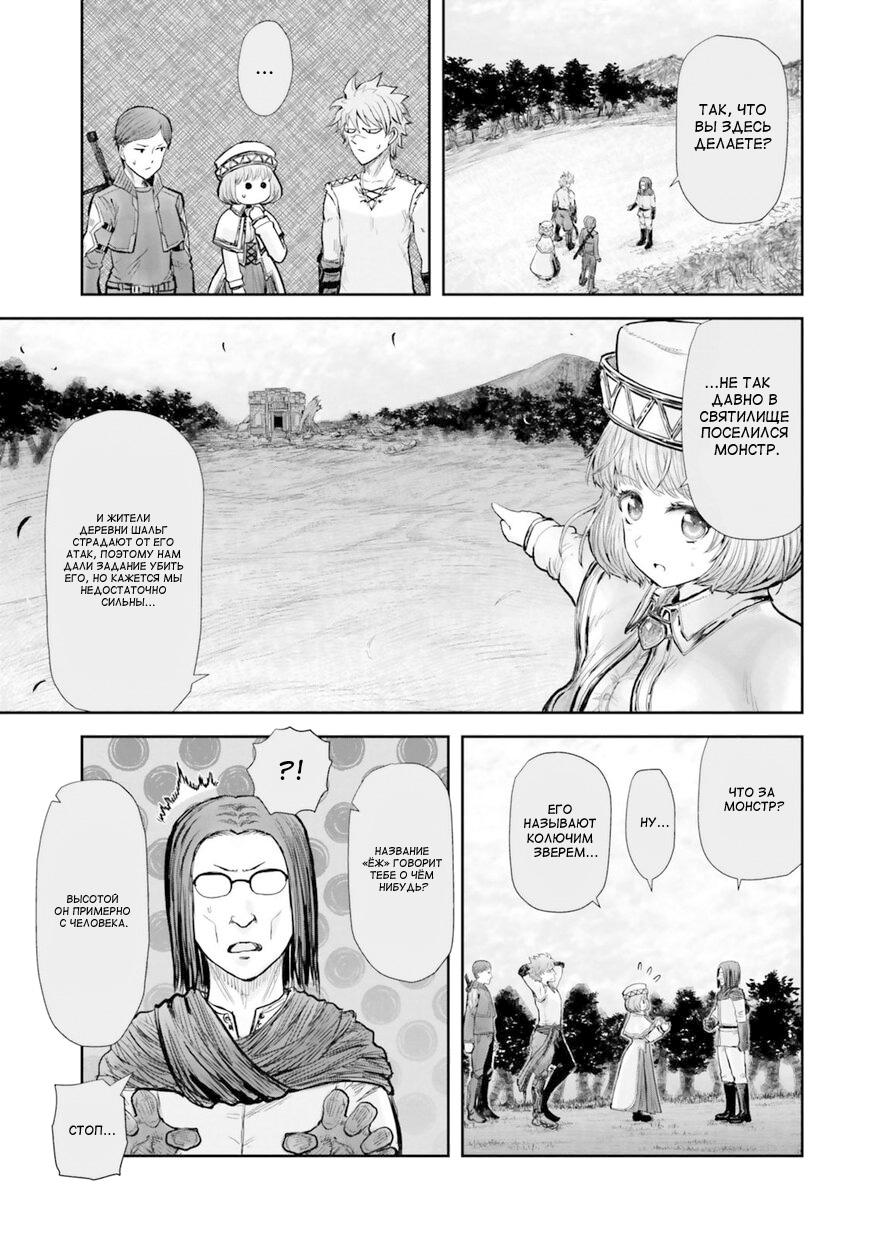 ТАК, ЧТО
ВЫ ЗДЕСЬ
ДЕЛАЕТЕ?
...
...НЕ ТАК
ДАВНО В
СВЯТИЛИЩЕ
ПОСЕЛИЛСЯ
МОНСТР.
И ЖИТЕЛИ
ДЕРЕВНИ ШАЛЬГ
СТРАДАЮТ ОТ ЕГО
АТАК, ПОЭТОМУ НАМ
ДАЛИ ЗАДАНИЕ УБИТЬ
ЕГО, НО КАЖЕТСЯ МЫ
НЕДОСТАТОЧНО
СИЛЬНЫ...
ЧТО ЗА
МОНСТР?
НУ...
ЕГО
НАЗЫВАЮТ
КОЛЮЧИМ
ЗВЕРЕМ...
?!
НАЗВАНИЕ
«ЁЖ» ГОВОРИТ
ТЕБЕ О ЧЁМ
НИБУДЬ?
ВЫСОТОЙ
ОН ПРИМЕРНО
С ЧЕЛОВЕКА.
СТОП...